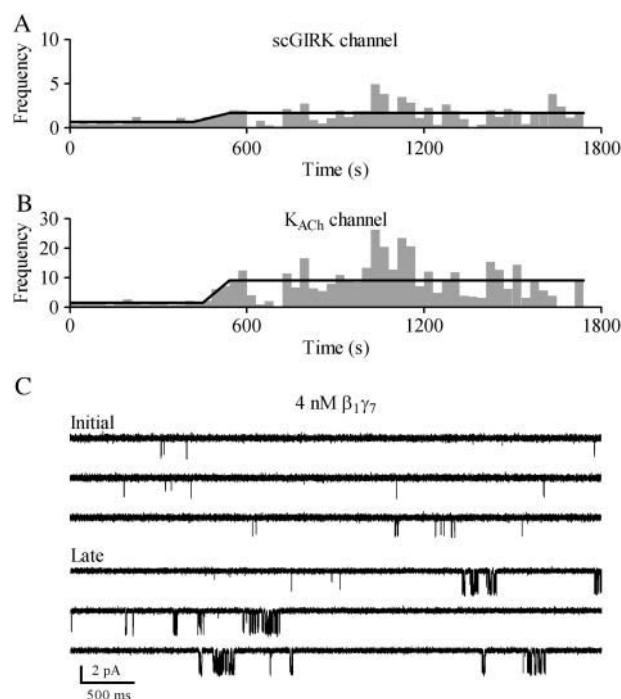 A
scGIRK channel
10
5
0
Frequency
0 600 1200 1800
Time (s)
B
K_ACh channel
30
20
10
0
Frequency
0 600 1200 1800
Time (s)
C
4 nM β₁γ₇
Initial
Late
2 pA
500 ms